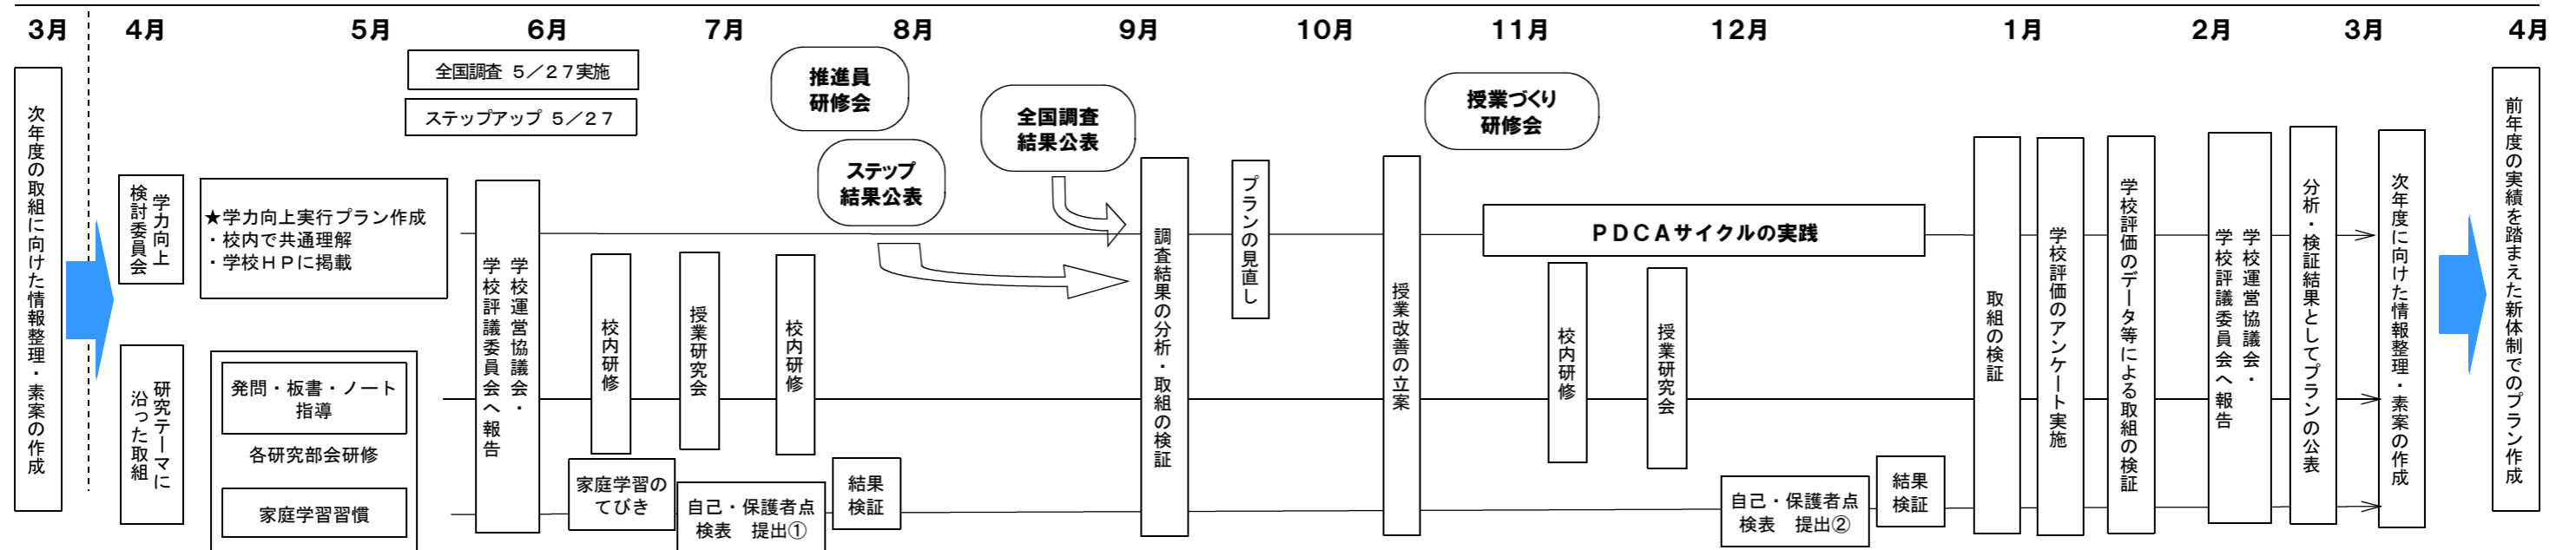 3月 4月 5月 6月 7月 8月 9月 10月 11月 12月 1月 2月 3月 4月
次年度の取組に向けた情報整理・素案の作成
学力向上
検討委員会
研究テーマに
沿った取組
★学力向上実行プラン作成
・校内で共通理解
・学校HPに掲載
発問・板書・ノート
指導
各研究部会研修
家庭学習習慣
全国調査 5/27実施
ステップアップ 5/27
学校運営協議会・
学校評議委員会へ報告
校内研修
家庭学習の
てびき
授業研究会
自己・保護者点
検表 提出①
校内研修
結果
検証
推進員
研修会
ステップ
結果公表
全国調査
結果公表
調査結果の分析・取組の検証
プランの見直し
授業改善の立案
授業づくり
研修会
PDCAサイクルの実践
校内研修
授業研究会
自己・保護者点
検表 提出②
結果
検証
取組の検証
学校評価のアンケート実施
学校評価のデータ等による取組の検証
学校運営協議会・
学校評議委員会へ報告
分析・検証結果としてプランの公表
次年度に向けた情報整理・素案の作成
前年度の実績を踏まえた新体制でのプラン作成